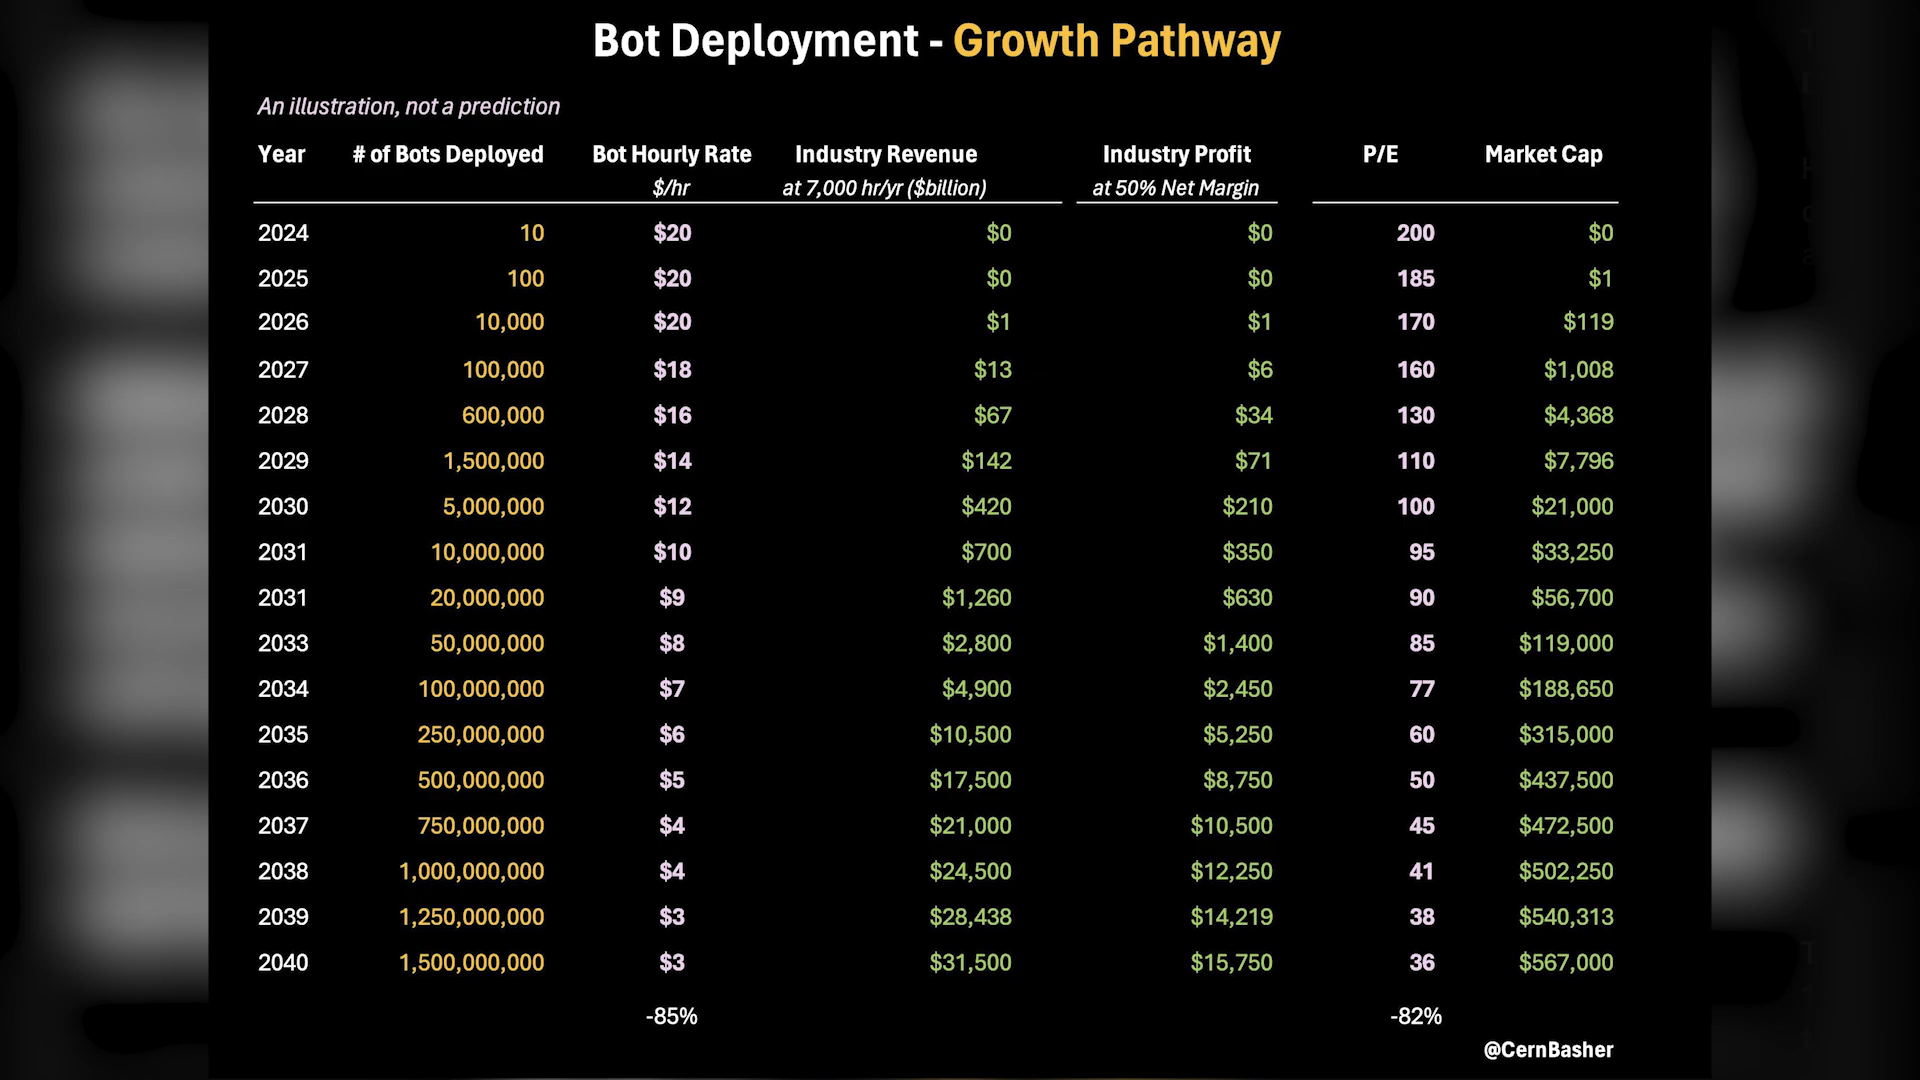 Bot Deployment - Growth Pathway
An illustration, not a prediction
Year # of Bots Deployed Bot Hourly Rate Industry Revenue Industry Profit P/E Market Cap
$/hr at 7,000 hr/yr ($billion) at 50% Net Margin
2024 10 $20 $0 $0 200 $0
2025 100 $20 $0 $0 185 $1
2026 10,000 $20 $1 $1 170 $119
2027 100,000 $18 $13 $6 160 $1,008
2028 600,000 $16 $67 $34 130 $4,368
2029 1,500,000 $14 $142 $71 110 $7,796
2030 5,000,000 $12 $420 $210 100 $21,000
2031 10,000,000 $10 $700 $350 95 $33,250
2031 20,000,000 $9 $1,260 $630 90 $56,700
2033 50,000,000 $8 $2,800 $1,400 85 $119,000
2034 100,000,000 $7 $4,900 $2,450 77 $188,650
2035 250,000,000 $6 $10,500 $5,250 60 $315,000
2036 500,000,000 $5 $17,500 $8,750 50 $437,500
2037 750,000,000 $4 $21,000 $10,500 45 $472,500
2038 1,000,000,000 $4 $24,500 $12,250 41 $502,250
2039 1,250,000,000 $3 $28,438 $14,219 38 $540,313
2040 1,500,000,000 $3 $31,500 $15,750 36 $567,000
-85% -82%
@CernBasher